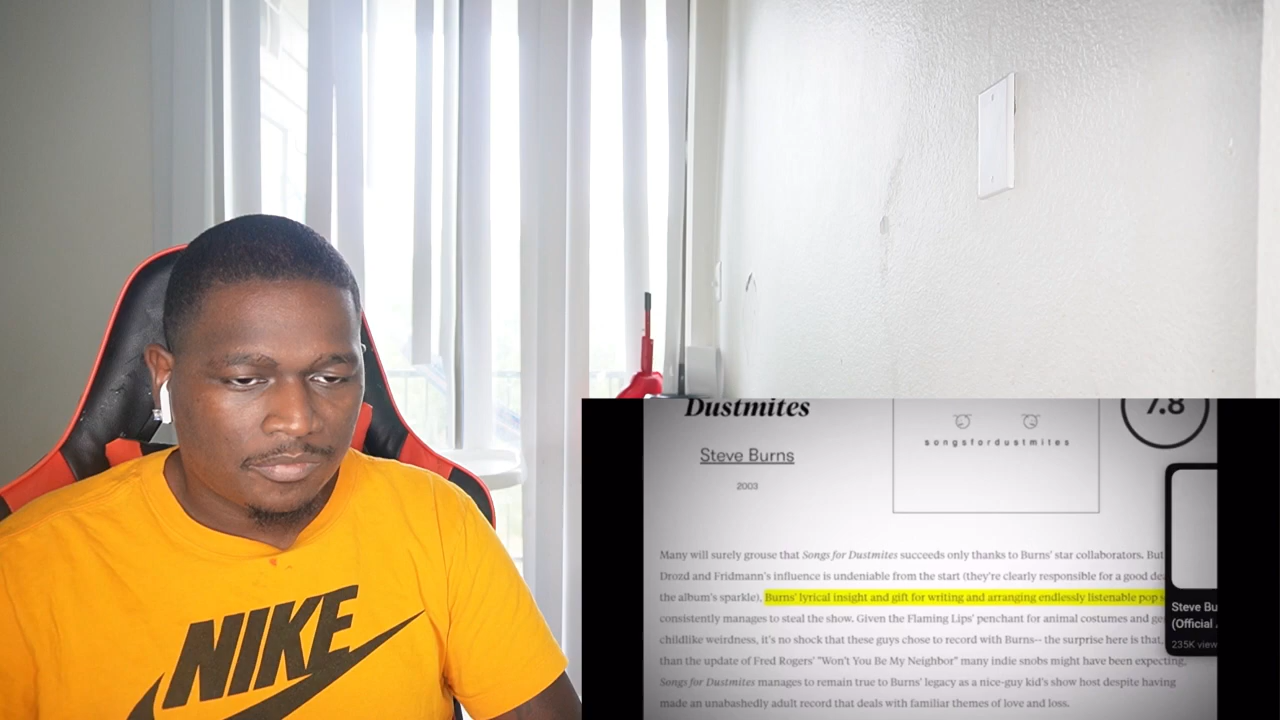 Dustmites
7.8
Steve Burns
2003
songsfordustmites
Many will surely grouse that Songs for Dustmites succeeds only thanks to Burns' star collaborators. But
Drozd and Fridmann's influence is undeniable from the start (they're clearly responsible for a good
the album's sparkle), Burns' lyrical insight and gift for writing and arranging endlessly listenable pop
consistently manages to steal the show. Given the Flaming Lips' penchant for animal costumes and
childlike weirdness, it's no shock that these guys chose to record with Burns-- the surprise here is that,
than the update of Fred Rogers' "Won't You Be My Neighbor" many indie snobs might have been expecting,
Songs for Dustmites manages to remain true to Burns' legacy as a nice-guy kid's show host despite having
made an unabashedly adult record that deals with familiar themes of love and loss.
Steve Bu
(Official
235K view
NIKE